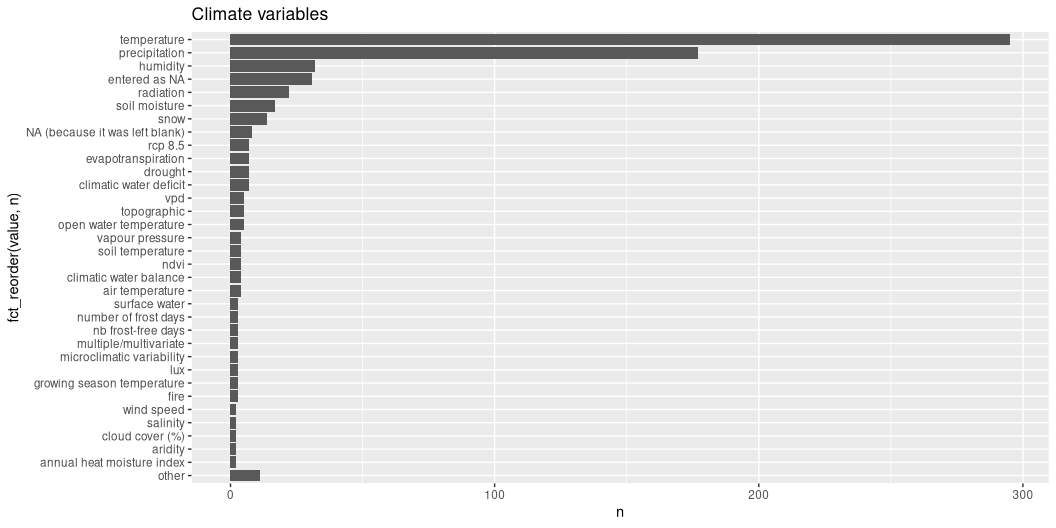 Climate variables
temperature
precipitation
humidity
entered as NA
radiation
soil moisture
snow
NA (because it was left blank)
rcp 8.5
evapotranspiration
drought
climatic water deficit
vpd
topographic
open water temperature
vapour pressure
soil temperature
ndvi
climatic water balance
air temperature
surface water
number of frost days
nb frost-free days
multiple/multivariate
microclimatic variability
lux
growing season temperature
fire
wind speed
salinity
cloud cover (%)
aridity
annual heat moisture index
other
fct_reorder(value, n)
0 100 200 300
n